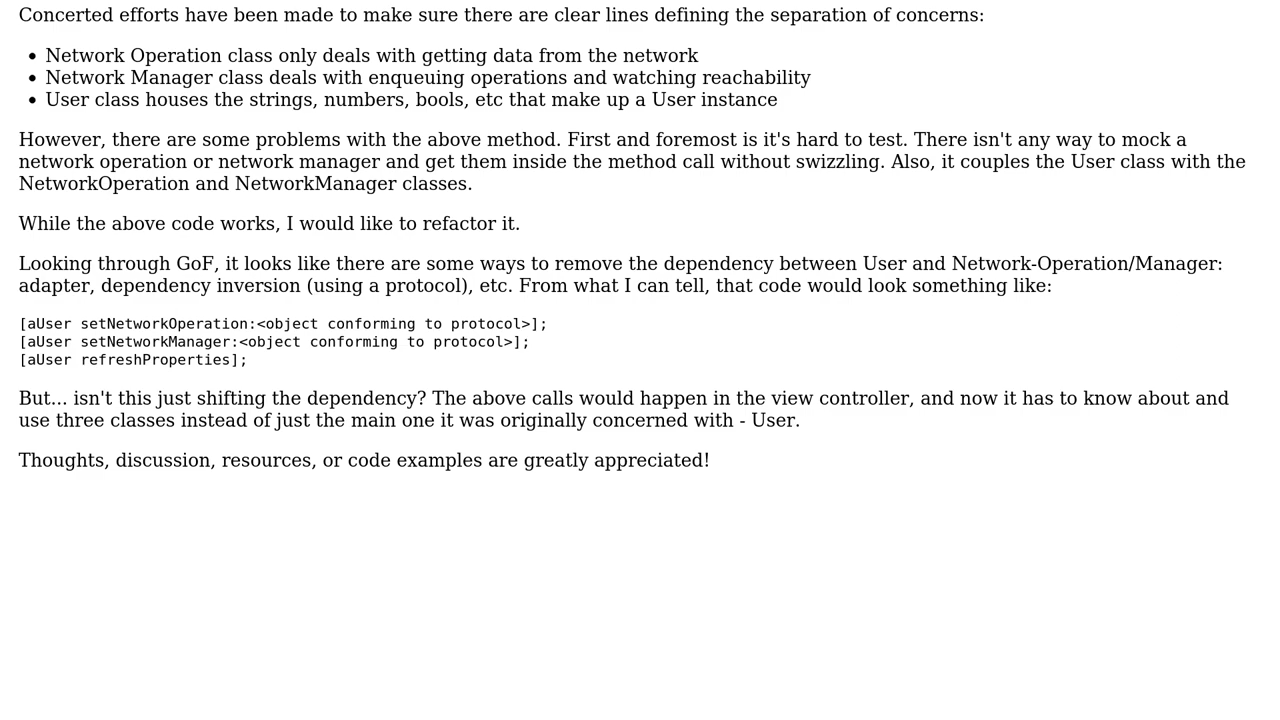 Concerted efforts have been made to make sure there are clear lines defining the separation of concerns:
• Network Operation class only deals with getting data from the network
• Network Manager class deals with enqueuing operations and watching reachability
• User class houses the strings, numbers, bools, etc that make up a User instance
However, there are some problems with the above method. First and foremost is it's hard to test. There isn't any way to mock a
network operation or network manager and get them inside the method call without swizzling. Also, it couples the User class with the
NetworkOperation and NetworkManager classes.
While the above code works, I would like to refactor it.
Looking through GoF, it looks like there are some ways to remove the dependency between User and Network-Operation/Manager:
adapter, dependency inversion (using a protocol), etc. From what I can tell, that code would look something like:
[aUser setNetworkOperation:<object conforming to protocol>];
[aUser setNetworkManager:<object conforming to protocol>];
[aUser refreshProperties];
But... isn't this just shifting the dependency? The above calls would happen in the view controller, and now it has to know about and
use three classes instead of just the main one it was originally concerned with - User.
Thoughts, discussion, resources, or code examples are greatly appreciated!